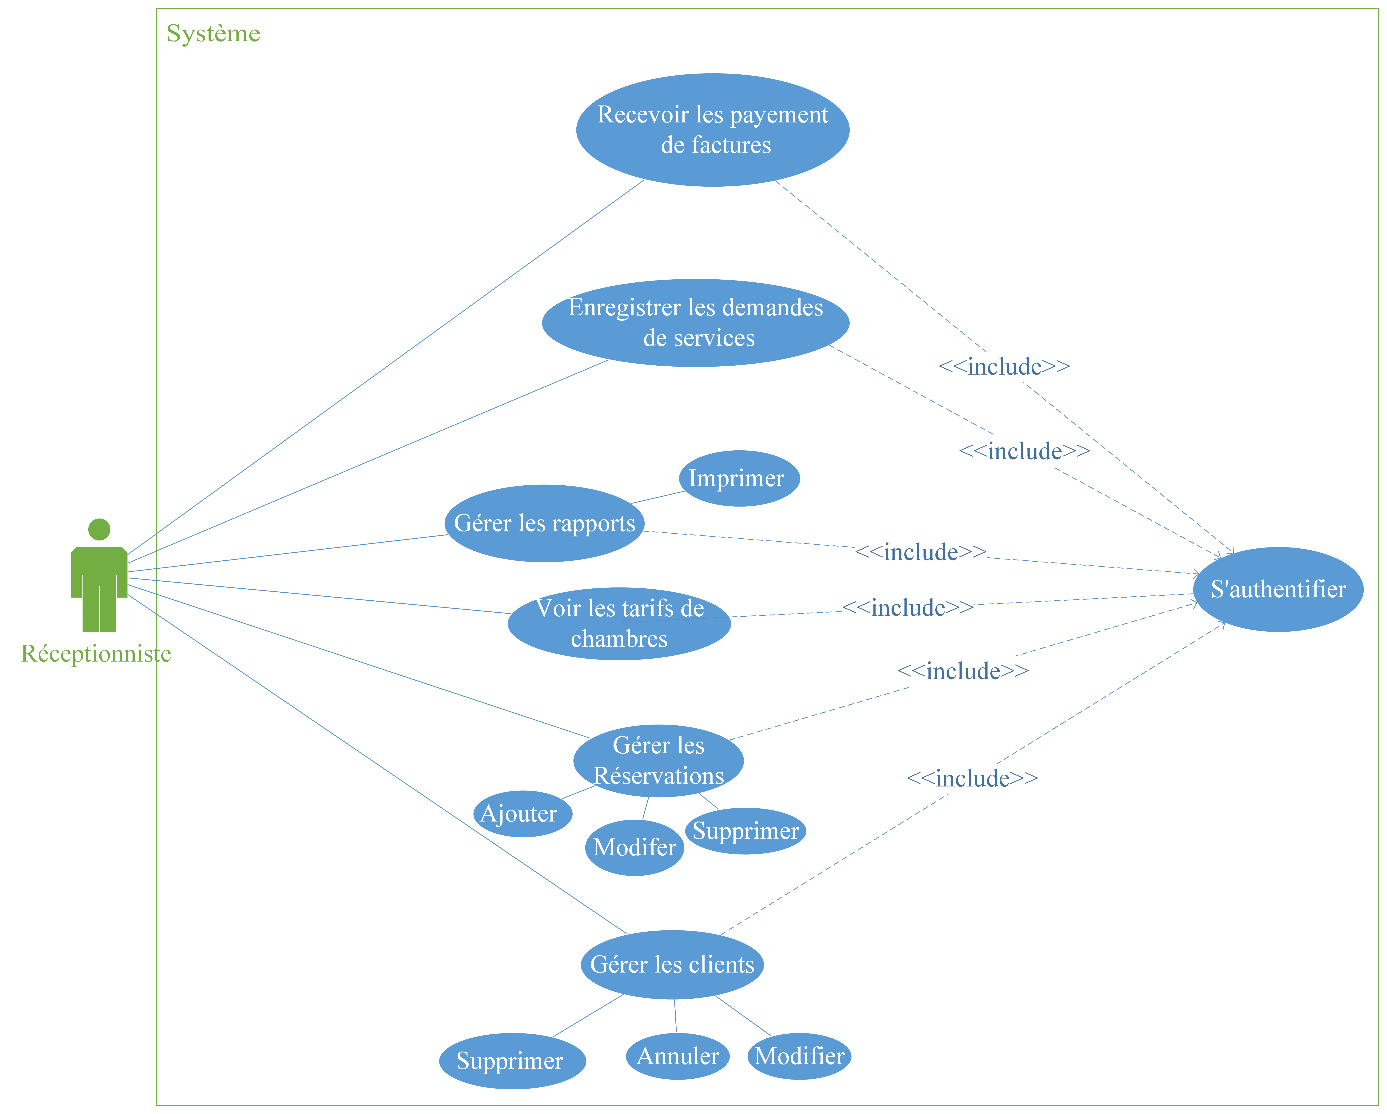 Système
Recevoir les payement
de factures
Enregistrer les demandes
de services
<<include>>
<<include>>
Imprimer
Gérer les rapports
<<include>>
S'authentifier
Voir les tarifs de
chambres
<<include>>
Réceptionniste
<<include>>
Gérer les
Réservations
<<include>>
Ajouter
Modifer
Supprimer
Gérer les clients
Supprimer
Annuler
Modifier